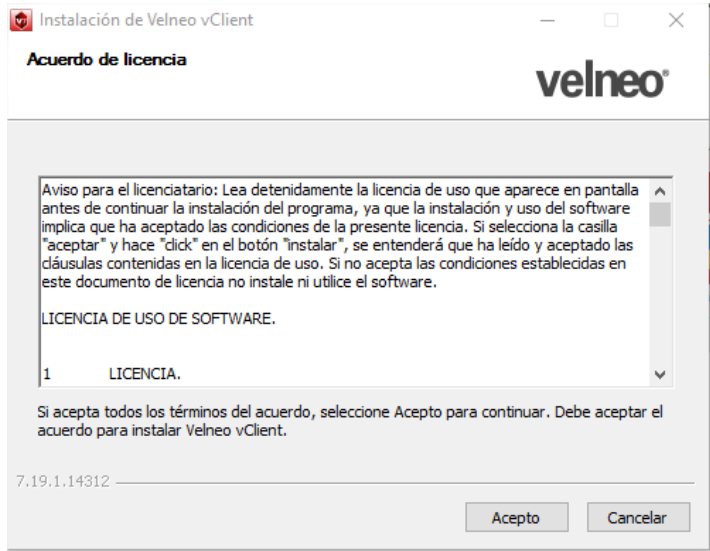 Instalación de Velneo vClient
Acuerdo de licencia
velneo®
Aviso para el licenciatario: Lea detenidamente la licencia de uso que aparece en pantalla
antes de continuar la instalación del programa, ya que la instalación y uso del software
implica que ha aceptado las condiciones de la presente licencia. Si selecciona la casilla
"aceptar" y hace "click" en el botón "instalar", se entenderá que ha leído y aceptado las
cláusulas contenidas en la licencia de uso. Si no acepta las condiciones establecidas en
este documento de licencia no instale ni utilice el software.
LICENCIA DE USO DE SOFTWARE.
1 LICENCIA.
Si acepta todos los términos del acuerdo, seleccione Acepto para continuar. Debe aceptar el
acuerdo para instalar Velneo vClient.
7.19.1.14312
Acepto Cancelar